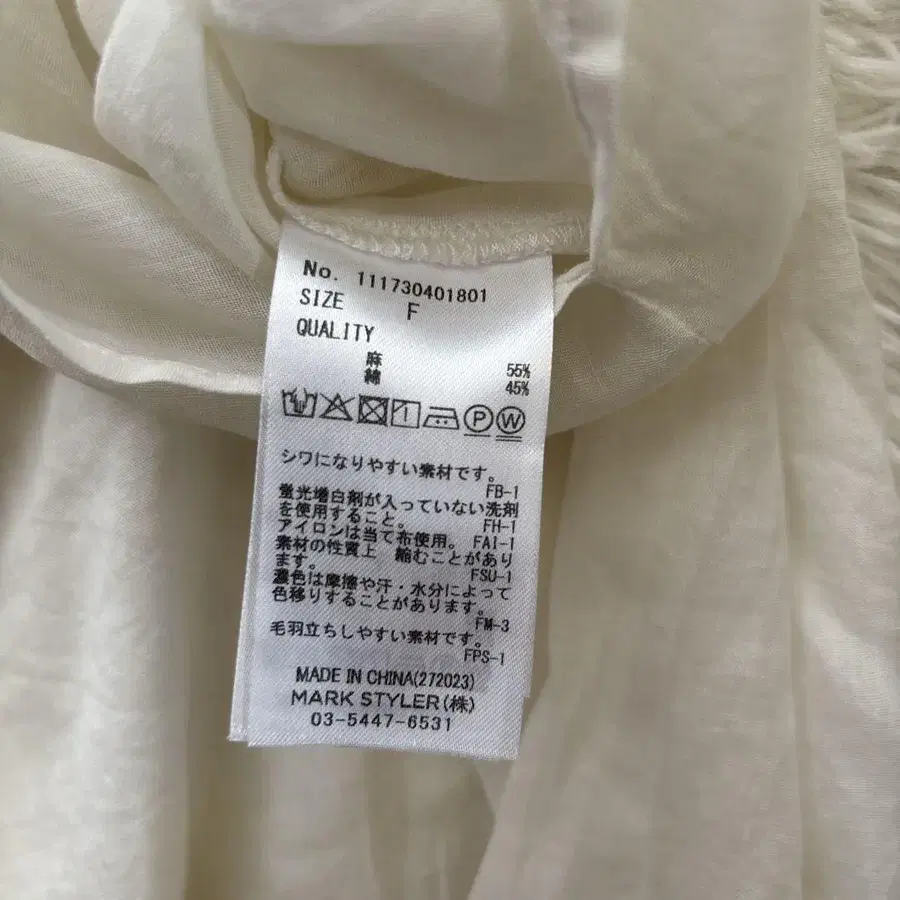 No. 111730401801
SIZE F
QUALITY
麻 55%
綿 45%
P W
シワになりやすい素材です。
FB-1
蛍光増白剤が入っていない洗剤
を使用すること。 FH-1
アイロンは当て布使用。 FAI-1
素材の性質上 縮むことがあり
ます。 FSU-1
濃色は摩擦や汗・水分によって
色移りすることがあります。
FM-3
毛羽立ちしやすい素材です。
FPS-1
MADE IN CHINA(272023)
MARK STYLER(株)
03-5447-6531